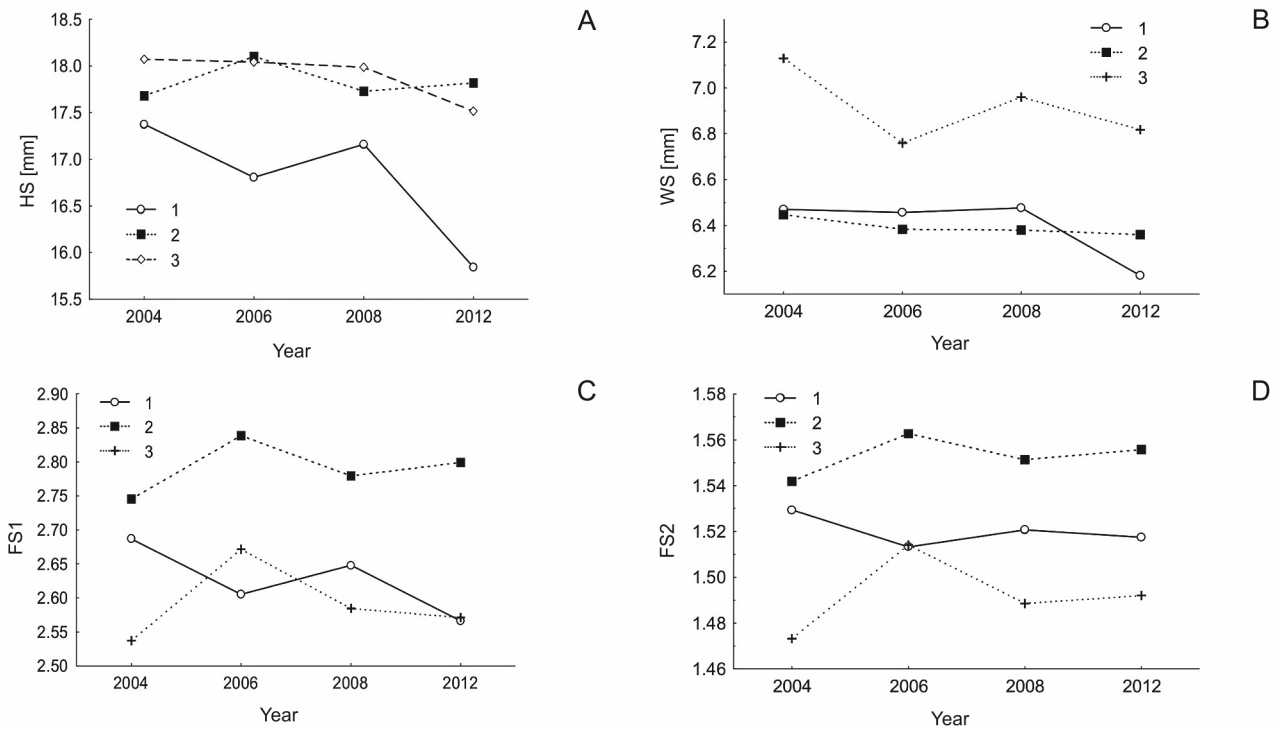 A
18.5
18.0
17.5
17.0
16.5
16.0
15.5
HS [mm]
1
2
3
2004 2006 2008 2012
Year
B
7.2
7.0
6.8
6.6
6.4
6.2
WS [mm]
1
2
3
2004 2006 2008 2012
Year
C
2.90
2.85
2.80
2.75
2.70
2.65
2.60
2.55
2.50
FS1
1
2
3
2004 2006 2008 2012
Year
D
1.58
1.56
1.54
1.52
1.50
1.48
1.46
FS2
1
2
3
2004 2006 2008 2012
Year